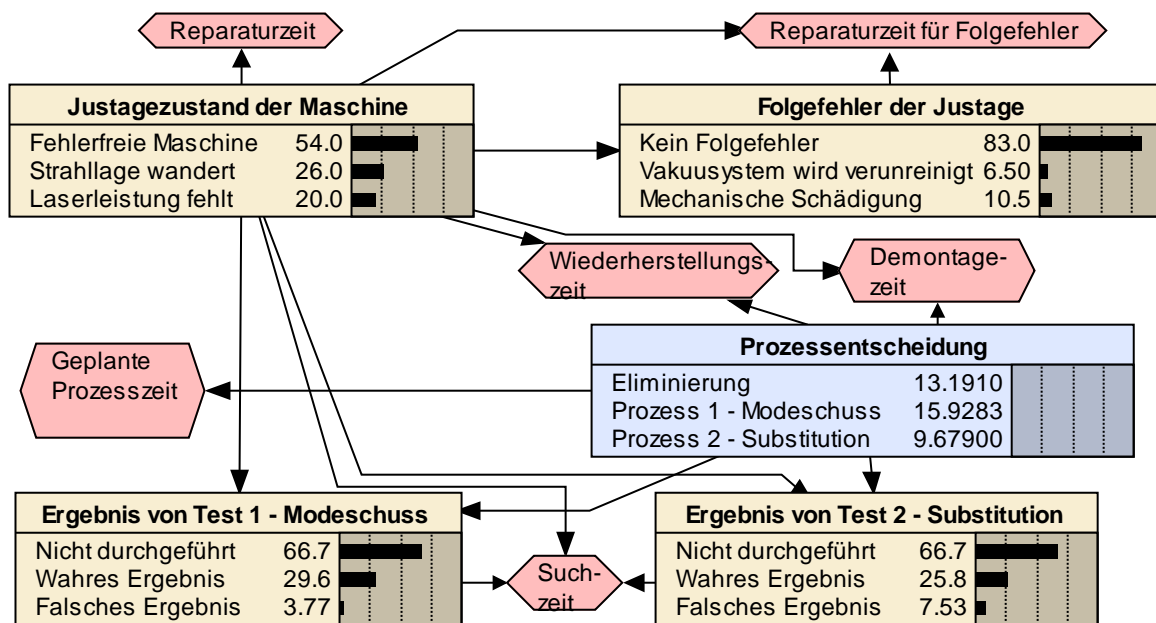 Reparaturzeit
Reparaturzeit für Folgefehler
Justagezustand der Maschine
Fehlerfreie Maschine 54.0
Strahllage wandert 26.0
Laserleistung fehlt 20.0
Folgefehler der Justage
Kein Folgefehler 83.0
Vakuusystem wird verunreinigt 6.50
Mechanische Schädigung 10.5
Wiederherstellungs-
zeit
Demontage-
zeit
Geplante
Prozesszeit
Prozessentscheidung
Eliminierung 13.1910
Prozess 1 - Modeschuss 15.9283
Prozess 2 - Substitution 9.67900
Ergebnis von Test 1 - Modeschuss
Nicht durchgeführt 66.7
Wahres Ergebnis 29.6
Falsches Ergebnis 3.77
Such-
zeit
Ergebnis von Test 2 - Substitution
Nicht durchgeführt 66.7
Wahres Ergebnis 25.8
Falsches Ergebnis 7.53